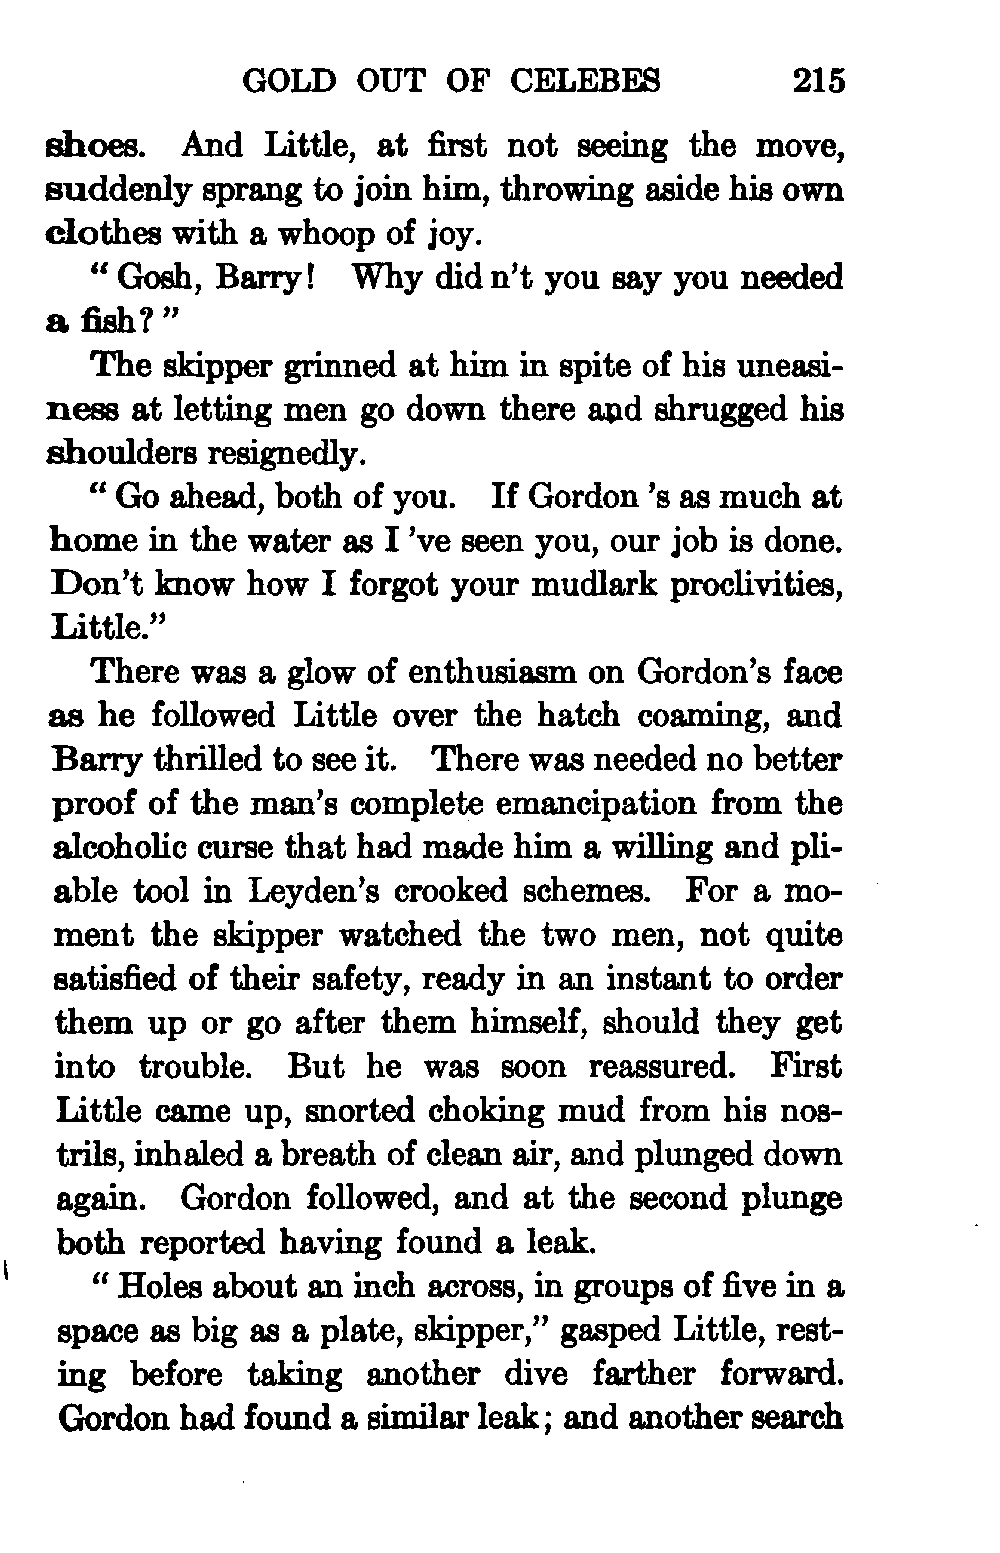 GOLD OUT OF CELEBES 215
shoes. And Little, at first not seeing the move,
suddenly sprang to join him, throwing aside his own
clothes with a whoop of joy.
“ Gosh, Barry! Why did n't you say you needed
a fish? ”
The skipper grinned at him in spite of his uneasi-
ness at letting men go down there and shrugged his
shoulders resignedly.
“ Go ahead, both of you. If Gordon 's as much at
home in the water as I 've seen you, our job is done.
Don't know how I forgot your mudlark proclivities,
Little.”
There was a glow of enthusiasm on Gordon's face
as he followed Little over the hatch coaming, and
Barry thrilled to see it. There was needed no better
proof of the man's complete emancipation from the
alcoholic curse that had made him a willing and pli-
able tool in Leyden's crooked schemes. For a mo-
ment the skipper watched the two men, not quite
satisfied of their safety, ready in an instant to order
them up or go after them himself, should they get
into trouble. But he was soon reassured. First
Little came up, snorted choking mud from his nos-
trils, inhaled a breath of clean air, and plunged down
again. Gordon followed, and at the second plunge
both reported having found a leak.
“ Holes about an inch across, in groups of five in a
space as big as a plate, skipper,” gasped Little, rest-
ing before taking another dive farther forward.
Gordon had found a similar leak; and another search